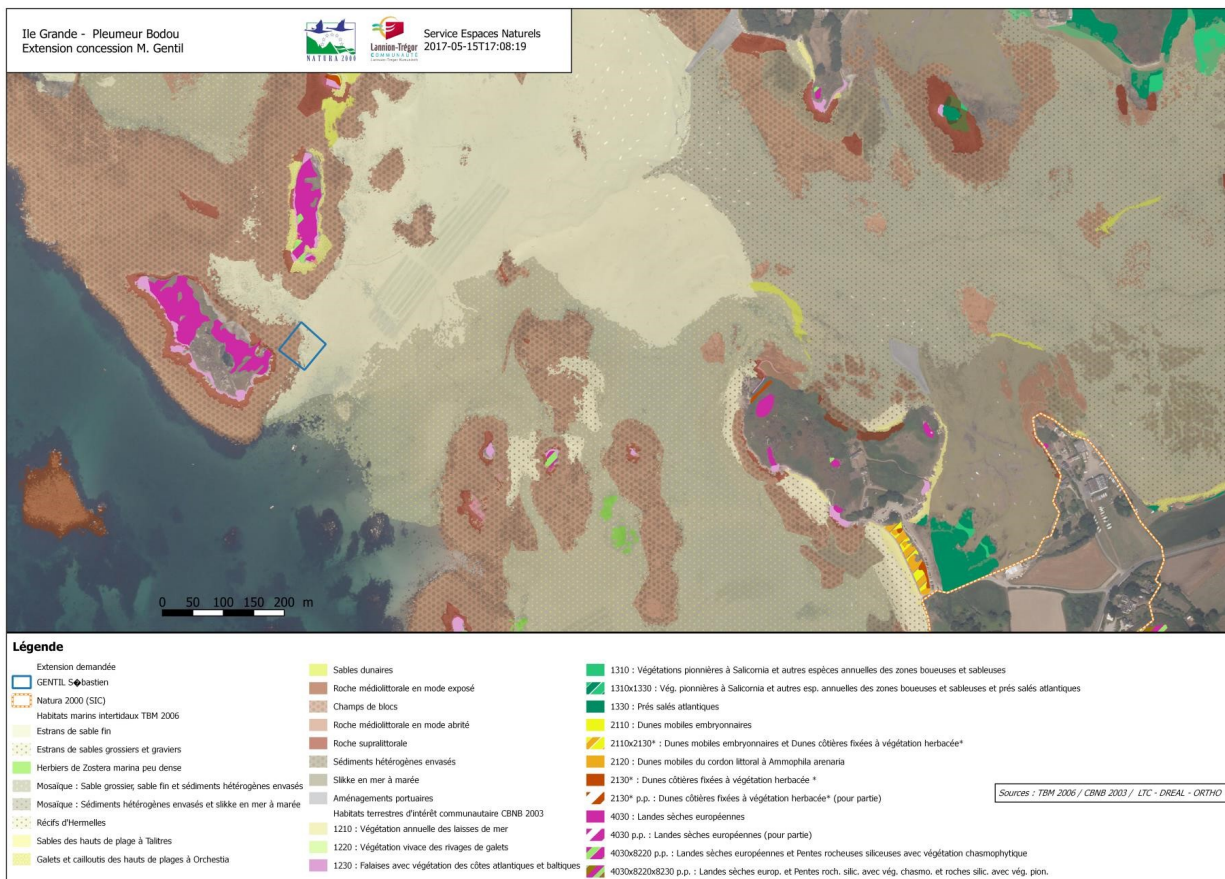 Ile Grande - Pleumeur Bodou
Extension concession M. Gentil
NATURA 2000
Lannion-Trégor
COMMUNAUTÉ
Service Espaces Naturels
2017-05-15T17:08:19
0 50 100 150 200 m
Légende
Extension demandée
GENTIL S�bastien
Natura 2000 (SIC)
Habitats marins intertidaux TBM 2006
Estrans de sable fin
Estrans de sables grossiers et graviers
Herbiers de Zostera marina peu dense
Mosaïque : Sable grossier, sable fin et sédiments hétérogènes envasés
Mosaïque : Sédiments hétérogènes envasés et slikke en mer à marée
Récifs d'Hermelles
Sables des hauts de plage à Talitres
Galets et cailloutis des hauts de plages à Orchestia
Sables dunaires
Roche médiolittorale en mode exposé
Champs de blocs
Roche médiolittorale en mode abrité
Roche supralittorale
Sédiments hétérogènes envasés
Slikke en mer à marée
Aménagements portuaires
Habitats terrestres d'intérêt communautaire CBNB 2003
1210 : Végétation annuelle des laisses de mer
1220 : Végétation vivace des rivages de galets
1230 : Falaises avec végétation des côtes atlantiques et baltiques
1310 : Végétations pionnières à Salicornia et autres espèces annuelles des zones boueuses et sableuses
1310x1330 : Vég. pionnières à Salicornia et autres esp. annuelles des zones boueuses et sableuses et prés salés atlantiques
1330 : Prés salés atlantiques
2110 : Dunes mobiles embryonnaires
2110x2130* : Dunes mobiles embryonnaires et Dunes côtières fixées à végétation herbacée*
2120 : Dunes mobiles du cordon littoral à Ammophila arenaria
2130* : Dunes côtières fixées à végétation herbacée *
2130* p.p. : Dunes côtières fixées à végétation herbacée* (pour partie)
4030 : Landes sèches européennes
4030 p.p. : Landes sèches européennes (pour partie)
4030x8220 p.p. : Landes sèches européennes et Pentes rocheuses siliceuses avec végétation chasmophytique
4030x8220x8230 p.p. : Landes sèches europ. et Pentes roch. silic. avec vég. chasmo. et roches silic. avec vég. pion.
Sources : TBM 2006 / CBNB 2003 / LTC - DREAL - ORTHO